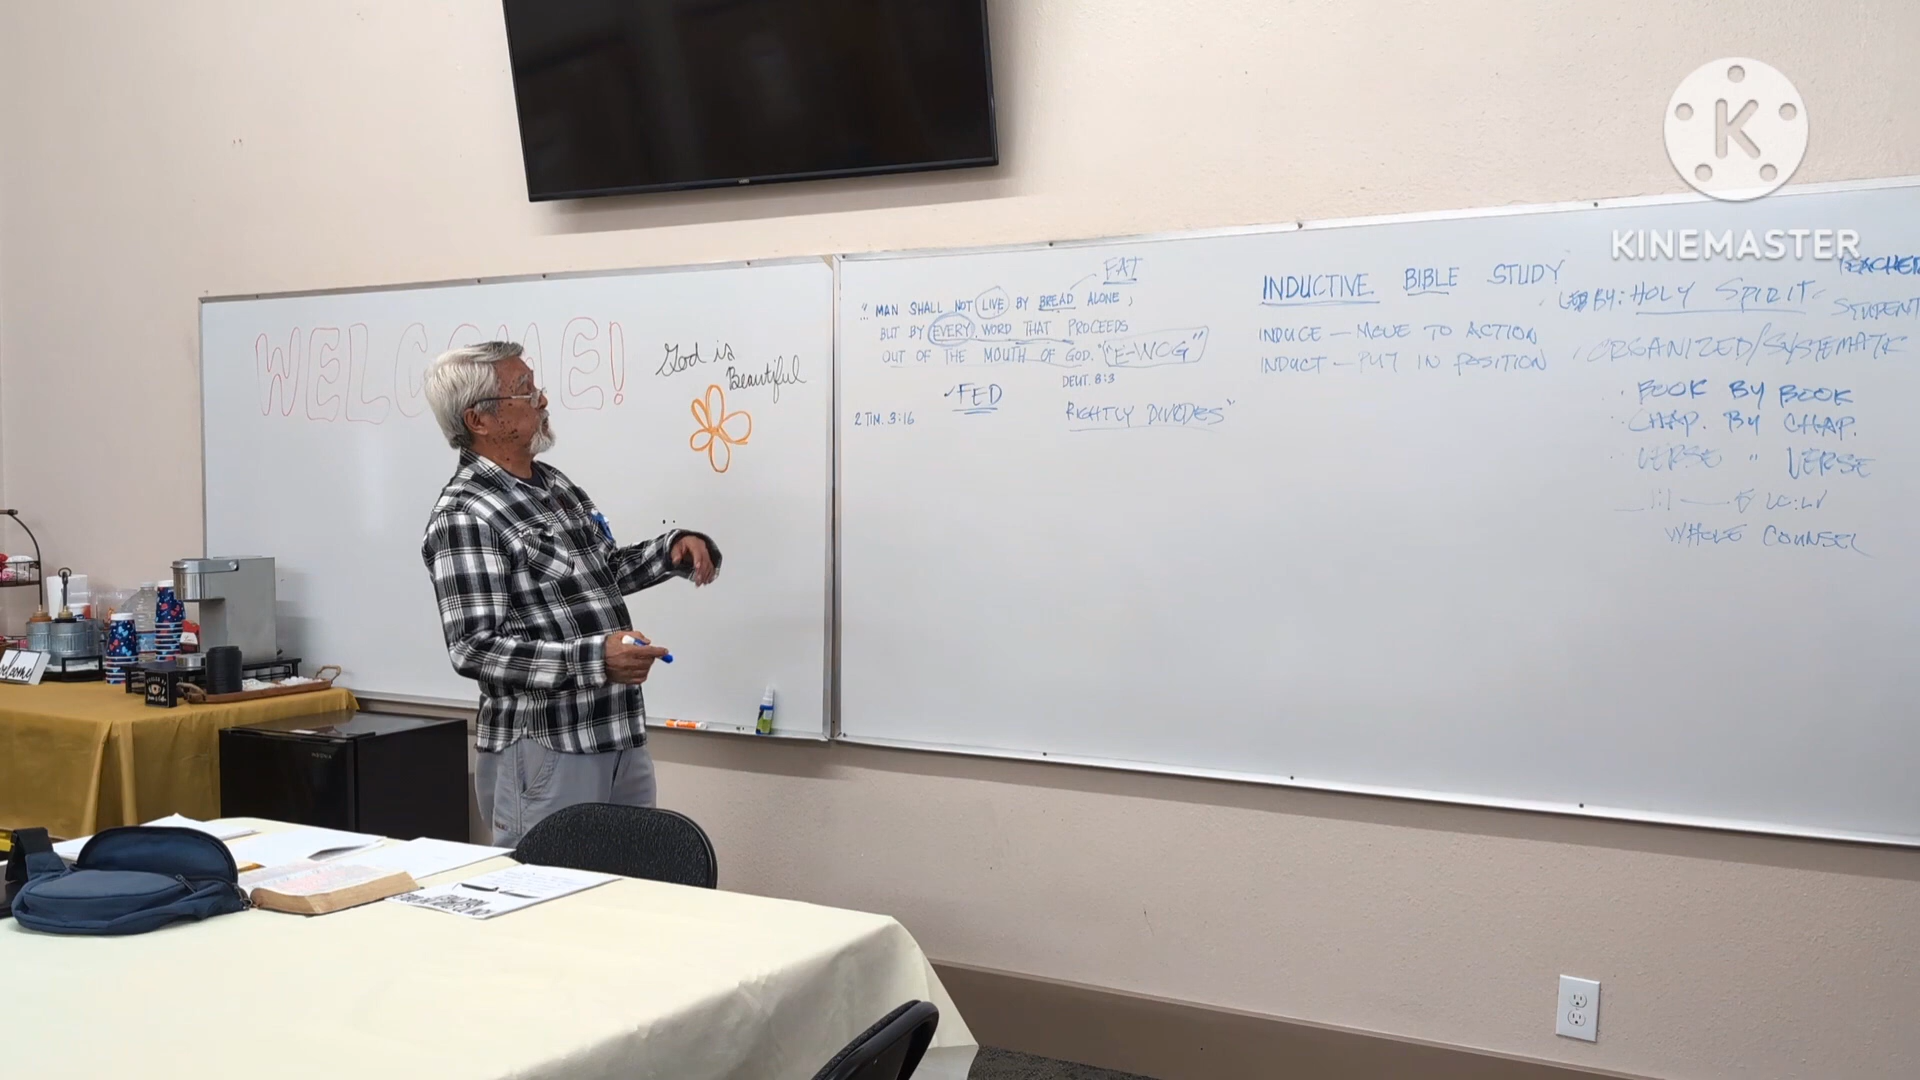 WELCOME!
God is
Beautiful
EAT
"MAN SHALL NOT LIVE BY BREAD ALONE,
BUT BY EVERY WORD THAT PROCEEDS
OUT OF THE MOUTH OF GOD." ("E-WCG")
DEUT. 8:3
FED
2 TIM. 3:16
RIGHTLY DIVIDES"
INDUCTIVE BIBLE STUDY
INDUCE — MOVE TO ACTION
INDUCT — PUT IN POSITION
TEACHER
BY: HOLY SPIRIT
STUDENT
ORGANIZED/SYSTEMATIC
BOOK BY BOOK
CHAP. BY CHAP.
VERSE " VERSE
WHOLE COUNSEL
K
KINEMASTER
welcome